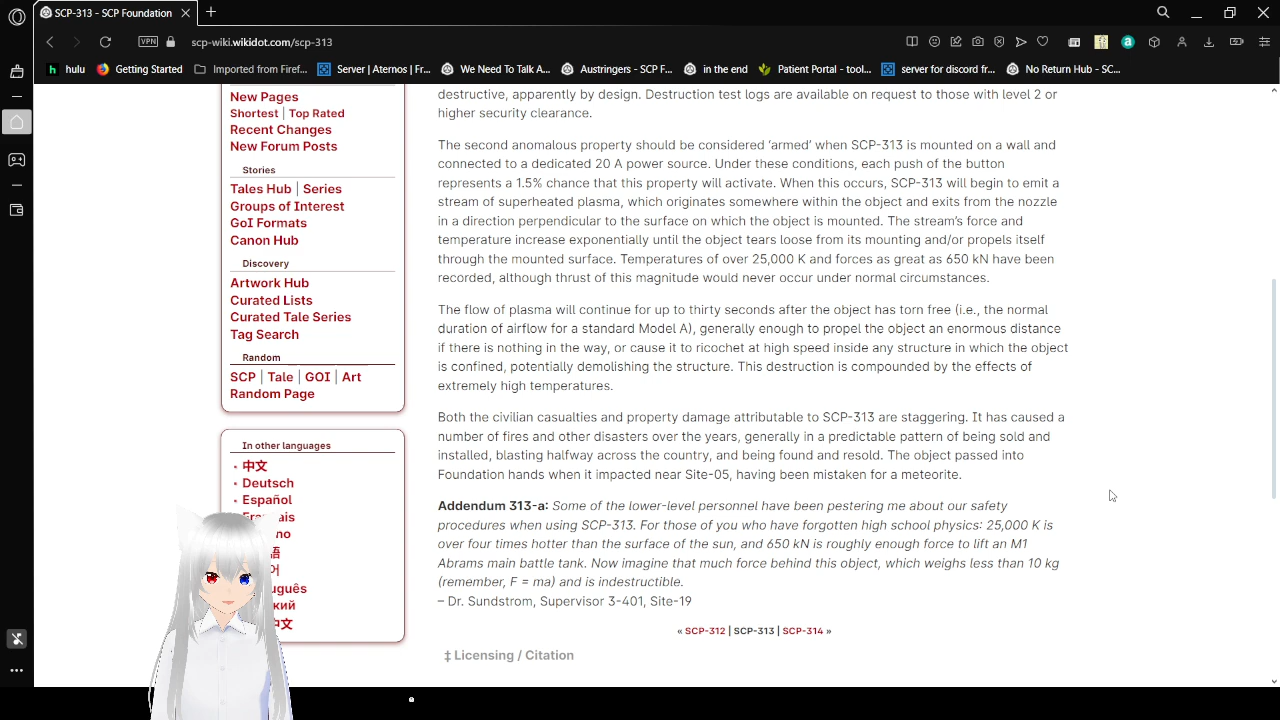 SCP-313 - SCP Foundation
VPN
scp-wiki.wikidot.com/scp-313
hulu
Getting Started
Imported from Firef...
Server | Aternos | Fr...
We Need To Talk A...
Austringers - SCP F...
in the end
Patient Portal - tool...
server for discord fr...
No Return Hub - SC...
New Pages
Shortest | Top Rated
Recent Changes
New Forum Posts
Stories
Tales Hub | Series
Groups of Interest
GoI Formats
Canon Hub
Discovery
Artwork Hub
Curated Lists
Curated Tale Series
Tag Search
Random
SCP | Tale | GOI | Art
Random Page
In other languages
中文
Deutsch
Español
destructive, apparently by design. Destruction test logs are available on request to those with level 2 or
higher security clearance.
The second anomalous property should be considered ‘armed’ when SCP-313 is mounted on a wall and
connected to a dedicated 20 A power source. Under these conditions, each push of the button
represents a 1.5% chance that this property will activate. When this occurs, SCP-313 will begin to emit a
stream of superheated plasma, which originates somewhere within the object and exits from the nozzle
in a direction perpendicular to the surface on which the object is mounted. The stream’s force and
temperature increase exponentially until the object tears loose from its mounting and/or propels itself
through the mounted surface. Temperatures of over 25,000 K and forces as great as 650 kN have been
recorded, although thrust of this magnitude would never occur under normal circumstances.
The flow of plasma will continue for up to thirty seconds after the object has torn free (i.e., the normal
duration of airflow for a standard Model A), generally enough to propel the object an enormous distance
if there is nothing in the way, or cause it to ricochet at high speed inside any structure in which the object
is confined, potentially demolishing the structure. This destruction is compounded by the effects of
extremely high temperatures.
Both the civilian casualties and property damage attributable to SCP-313 are staggering. It has caused a
number of fires and other disasters over the years, generally in a predictable pattern of being sold and
installed, blasting halfway across the country, and being found and resold. The object passed into
Foundation hands when it impacted near Site-05, having been mistaken for a meteorite.
Addendum 313-a: Some of the lower-level personnel have been pestering me about our safety
procedures when using SCP-313. For those of you who have forgotten high school physics: 25,000 K is
over four times hotter than the surface of the sun, and 650 kN is roughly enough force to lift an M1
Abrams main battle tank. Now imagine that much force behind this object, which weighs less than 10 kg
(remember, F = ma) and is indestructible.
– Dr. Sundstrom, Supervisor 3-401, Site-19
« SCP-312 | SCP-313 | SCP-314 »
‡ Licensing / Citation